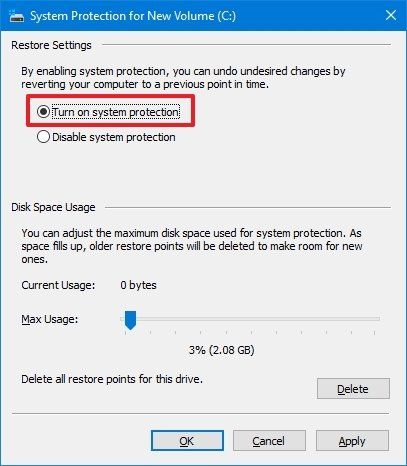 System Protection for New Volume (C:)
Restore Settings
By enabling system protection, you can undo undesired changes by
reverting your computer to a previous point in time.
Turn on system protection
Disable system protection
Disk Space Usage
You can adjust the maximum disk space used for system protection. As
space fills up, older restore points will be deleted to make room for new
ones.
Current Usage: 0 bytes
Max Usage:
3% (2.08 GB)
Delete all restore points for this drive.
Delete
OK Cancel Apply